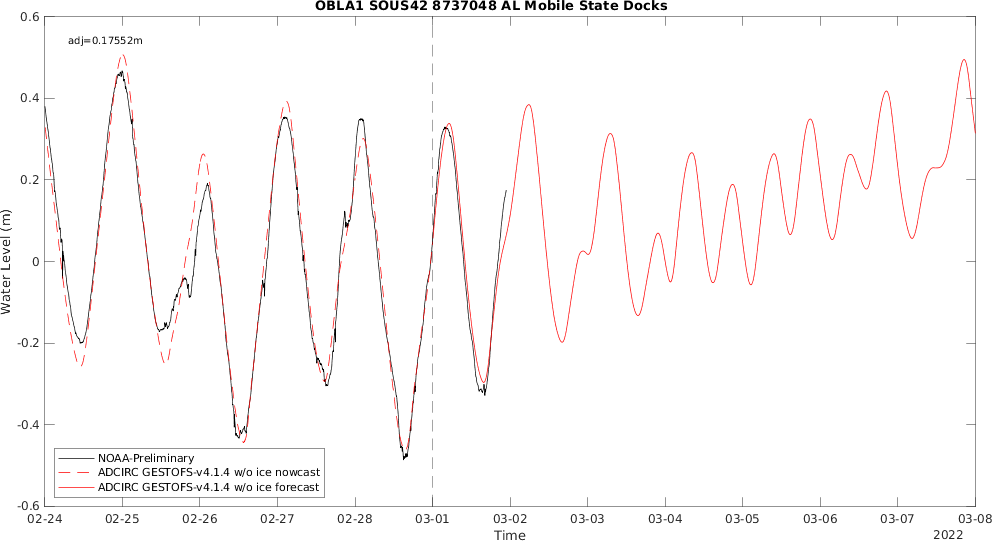 OBLA1 SOUS42 8737048 AL Mobile State Docks
adj=0.17552m
0.6
0.4
0.2
0
-0.2
-0.4
-0.6
Water Level (m)
NOAA-Preliminary
ADCIRC GESTOFS-v4.1.4 w/o ice nowcast
ADCIRC GESTOFS-v4.1.4 w/o ice forecast
02-24 02-25 02-26 02-27 02-28 03-01 03-02 03-03 03-04 03-05 03-06 03-07 03-08
Time
2022